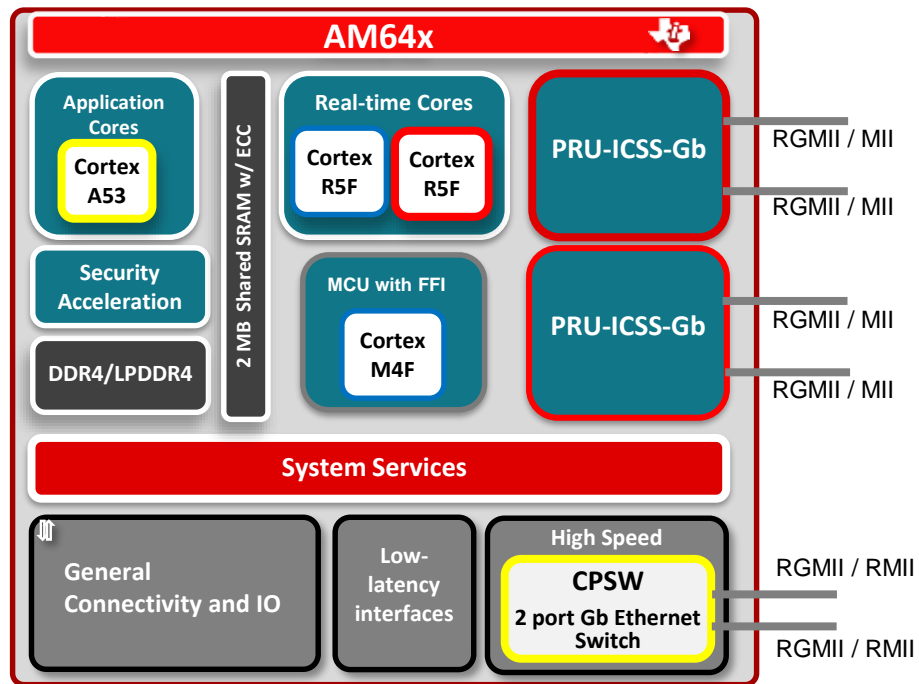 AM64x
Application
Cores
Cortex
A53
2 MB Shared SRAM w/ ECC
Real-time Cores
Cortex
R5F
Cortex
R5F
PRU-ICSS-Gb
RGMII / MII
RGMII / MII
Security
Acceleration
MCU with FFI
Cortex
M4F
PRU-ICSS-Gb
RGMII / MII
RGMII / MII
DDR4/LPDDR4
System Services
General
Connectivity and IO
Low-
latency
interfaces
High Speed
CPSW
2 port Gb Ethernet
Switch
RGMII / RMII
RGMII / RMII